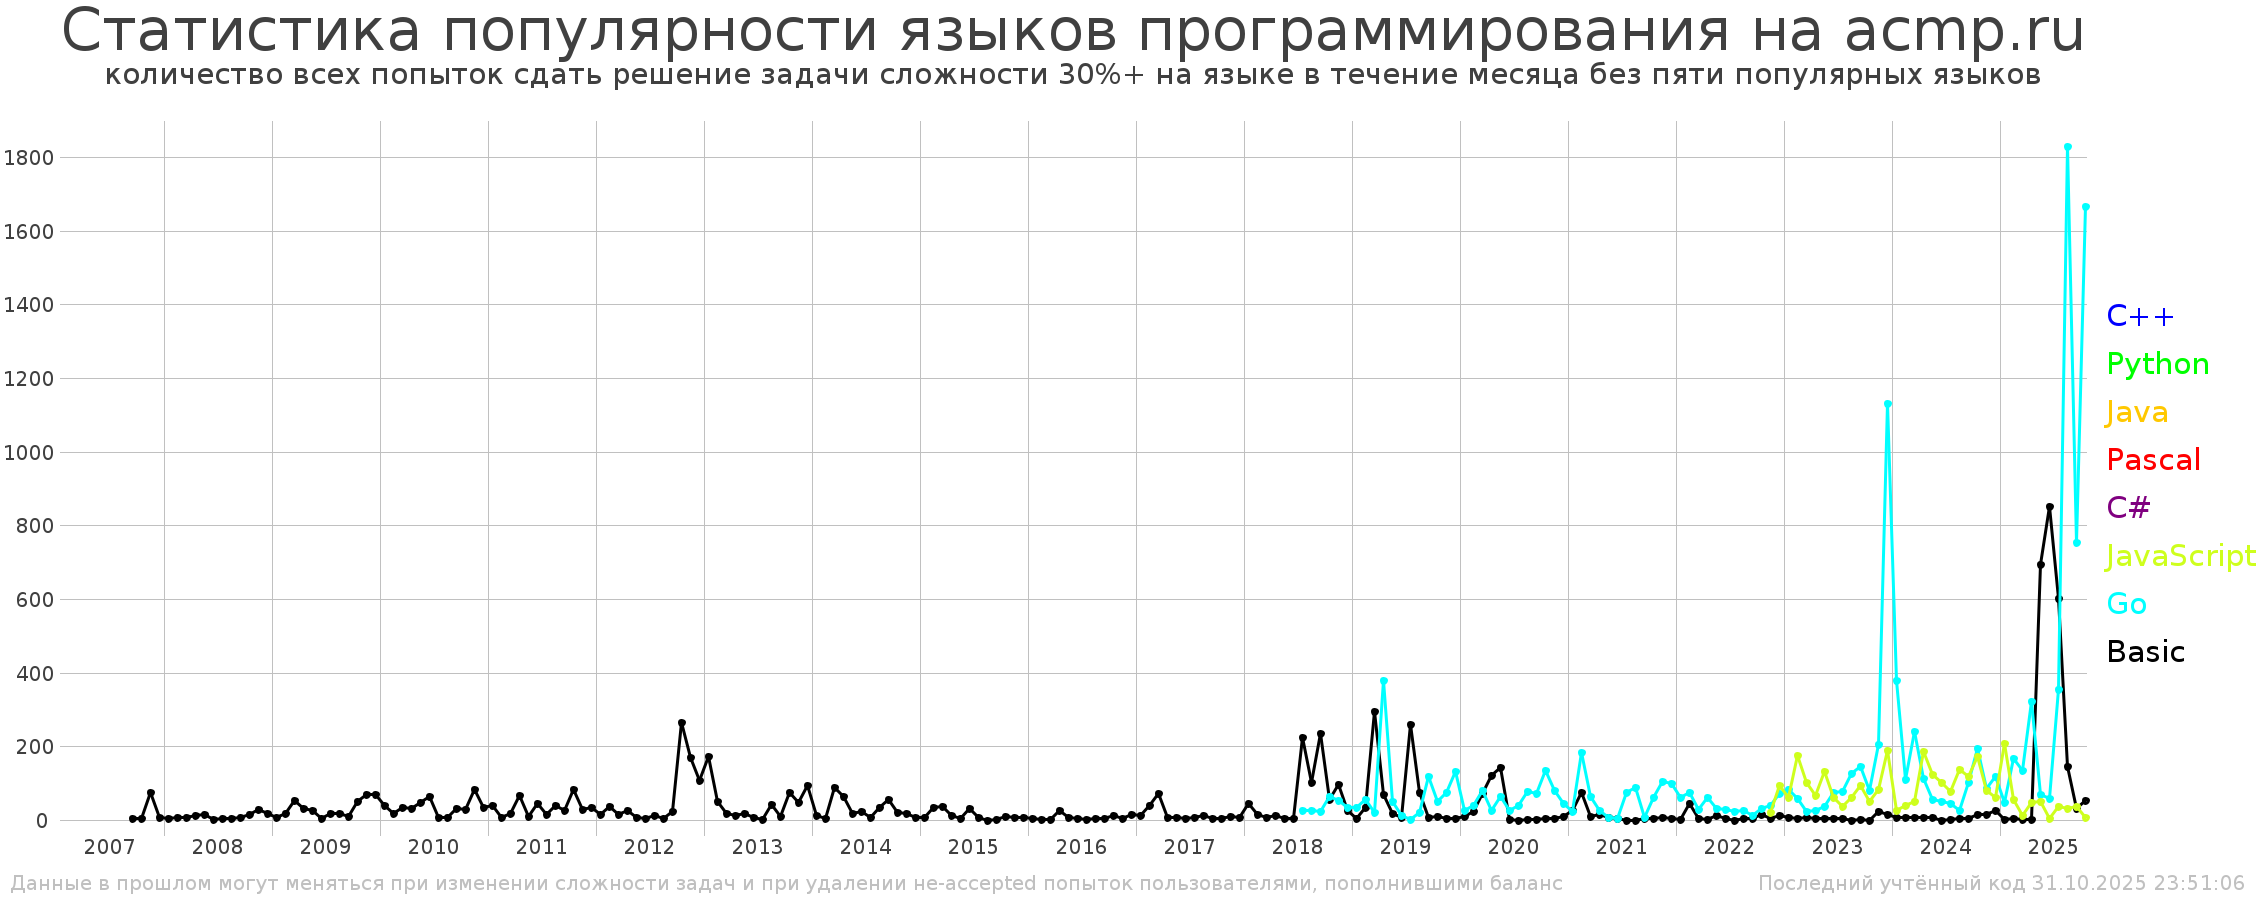 Статистика популярности языков программирования на acmp.ru
количество всех попыток сдать решение задачи сложности 30%+ на языке в течение месяца без пяти популярных языков
1800
1600
1400
1200
1000
800
600
400
200
0
C++
Python
Java
Pascal
C#
JavaScript
Go
Basic
2007 2008 2009 2010 2011 2012 2013 2014 2015 2016 2017 2018 2019 2020 2021 2022 2023 2024 2025
Данные в прошлом могут меняться при изменении сложности задач и при удалении не-accepted попыток пользователями, пополнившими баланс
Последний учтённый код 31.10.2025 23:51:06